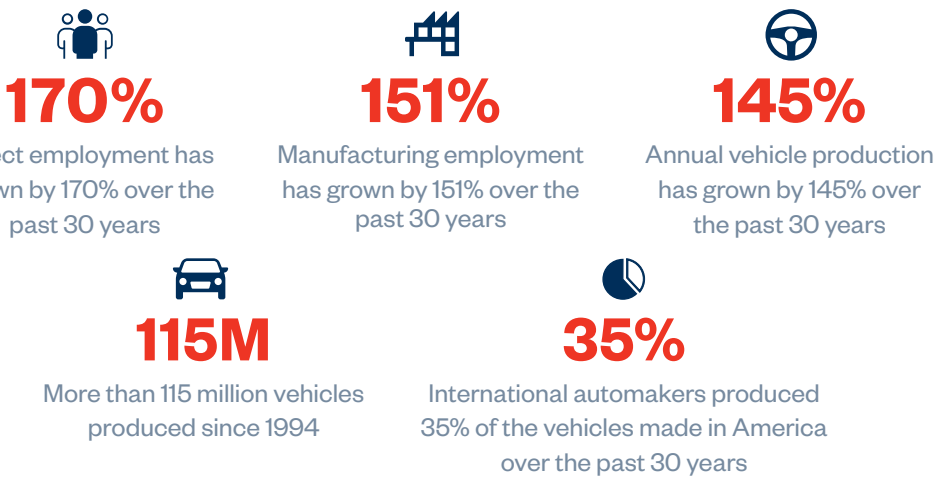 170%
151%
145%
ect employment has
wn by 170% over the
past 30 years
Manufacturing employment
has grown by 151% over the
past 30 years
Annual vehicle production
has grown by 145% over
the past 30 years
115M
35%
More than 115 million vehicles
produced since 1994
International automakers produced
35% of the vehicles made in America
over the past 30 years